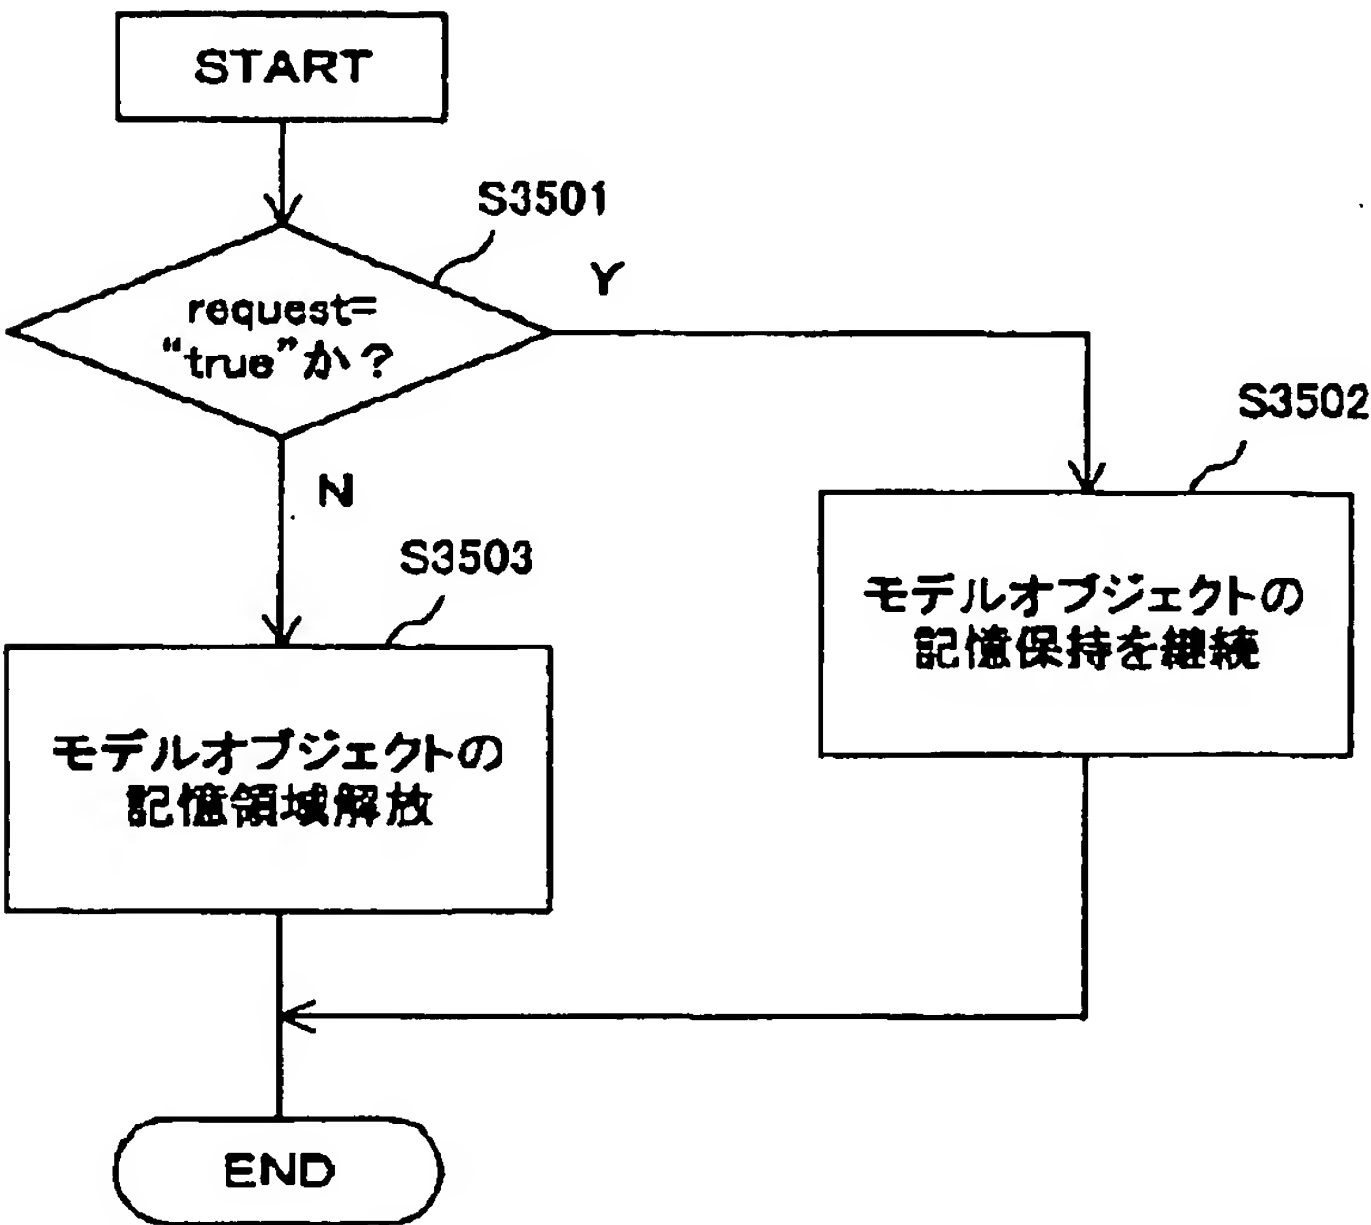 START
S3501
Y
request=
“true”か？
S3502
N
S3503
モデルオブジェクトの
記憶保持を継続
モデルオブジェクトの
記憶領域解放
END